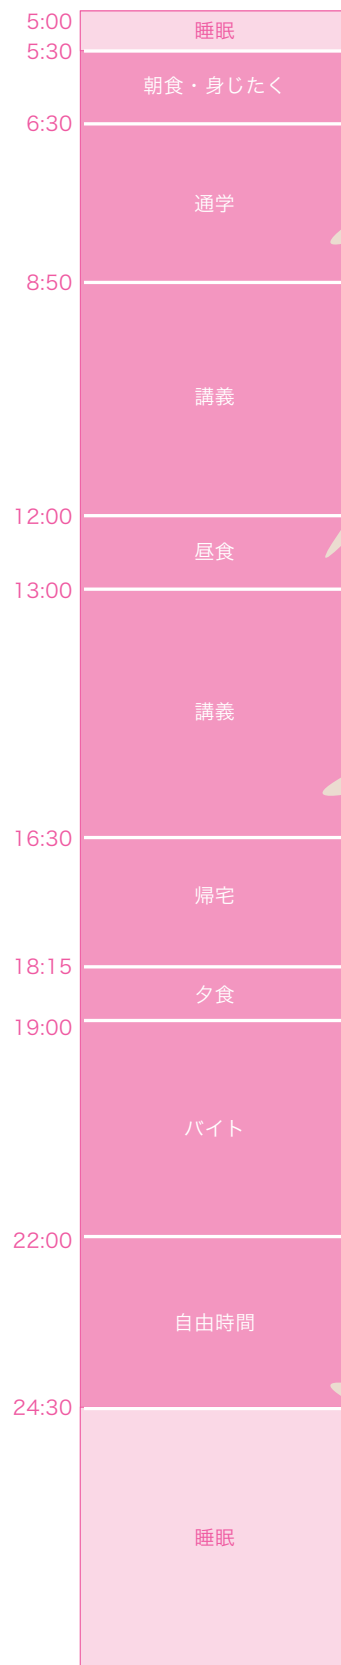 5:00
睡眠
5:30
朝食・身じたく
6:30
通学
8:50
講義
12:00
昼食
13:00
講義
16:30
帰宅
18:15
夕食
19:00
バイト
22:00
自由時間
24:30
睡眠